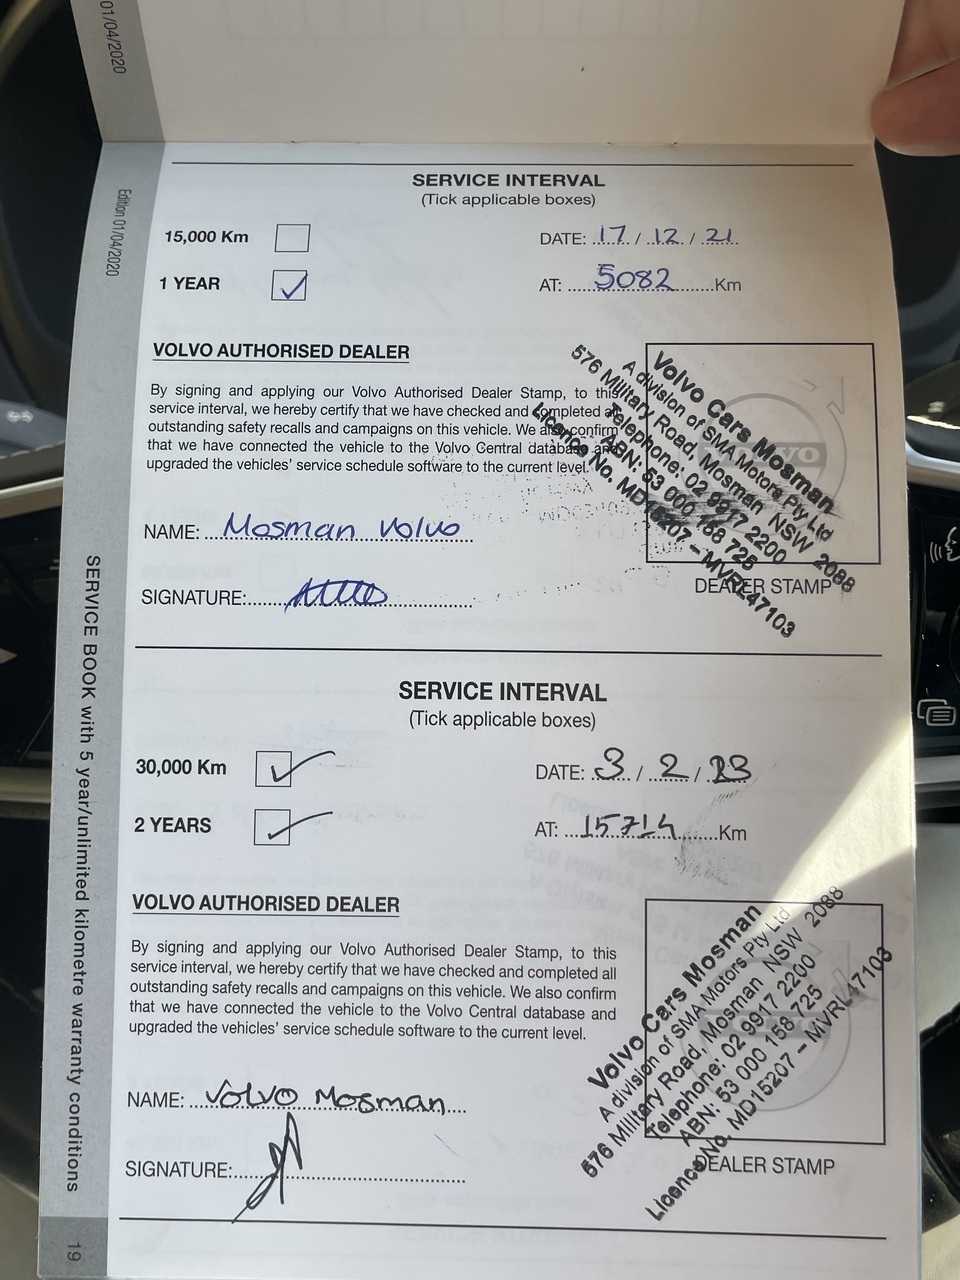 01/04/2020
Edition 01/04/2020
SERVICE INTERVAL
(Tick applicable boxes)
15,000 Km
DATE: 17 / 12 / 21
1 YEAR
AT: 5082 Km
VOLVO AUTHORISED DEALER
By signing and applying our Volvo Authorised Dealer Stamp, to this
service interval, we hereby certify that we have checked and completed all
outstanding safety recalls and campaigns on this vehicle. We also confirm
that we have connected the vehicle to the Volvo Central database and
upgraded the vehicles' service schedule software to the current level.
Volvo Cars Mosman
A division of SMA Motors Pty Ltd
576 Military Road, Mosman NSW 2088
Telephone: 02 9917 2200
ABN: 53 000 158 725
Licence No. MD15207 – MVRL47103
NAME: Mosman Volvo
SIGNATURE:
DEALER STAMP
SERVICE INTERVAL
(Tick applicable boxes)
30,000 Km
DATE: 3 / 2 / 23
2 YEARS
AT: 15714 Km
VOLVO AUTHORISED DEALER
By signing and applying our Volvo Authorised Dealer Stamp, to this
service interval, we hereby certify that we have checked and completed all
outstanding safety recalls and campaigns on this vehicle. We also confirm
that we have connected the vehicle to the Volvo Central database and
upgraded the vehicles' service schedule software to the current level.
Volvo Cars Mosman
A division of SMA Motors Pty Ltd
576 Military Road, Mosman NSW 2088
Telephone: 02 9917 2200
ABN: 53 000 158 725
Licence No. MD15207 – MVRL47103
NAME: Volvo Mosman
SIGNATURE:
DEALER STAMP
SERVICE BOOK with 5 year/unlimited kilometre warranty conditions
19